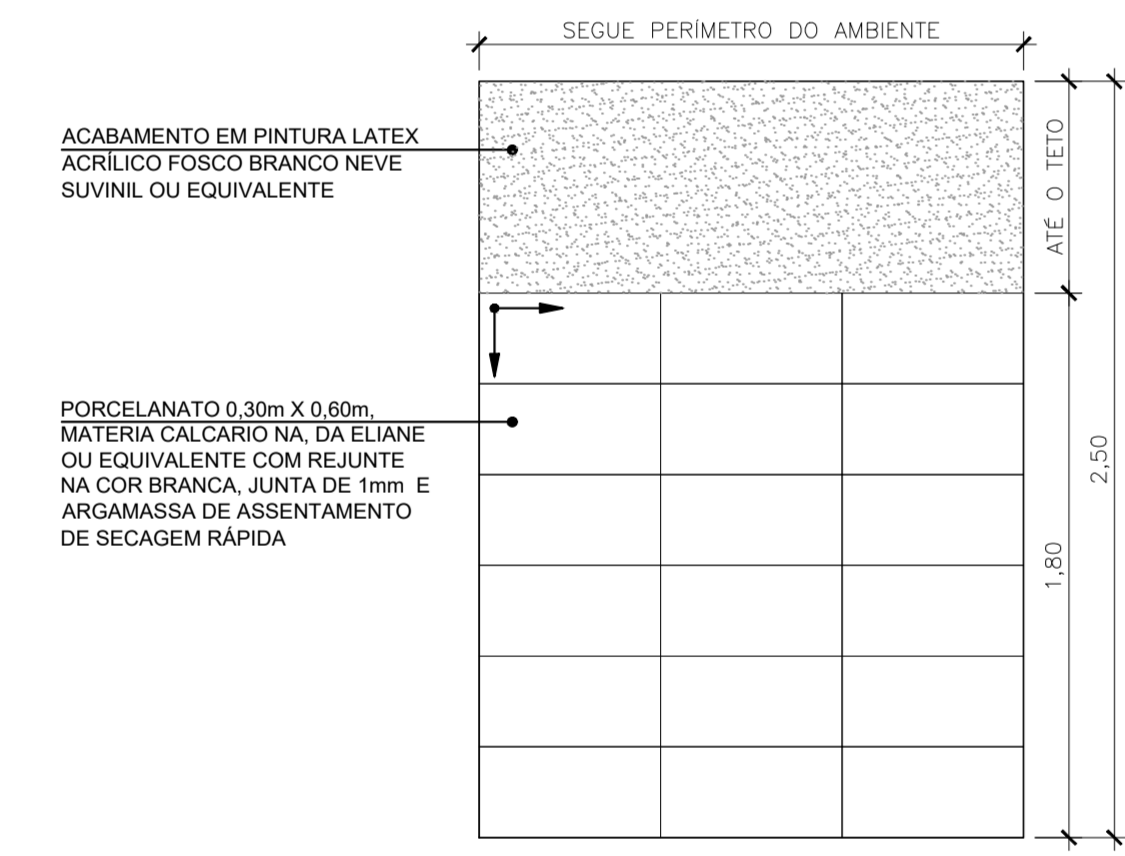 SEGUE PERÍMETRO DO AMBIENTE
ACABAMENTO EM PINTURA LATEX
ACRÍLICO FOSCO BRANCO NEVE
SUVINIL OU EQUIVALENTE
ATÉ O TETO
PORCELANATO 0,30m X 0,60m,
MATERIA CALCARIO NA, DA ELIANE
OU EQUIVALENTE COM REJUNTE
NA COR BRANCA, JUNTA DE 1mm E
ARGAMASSA DE ASSENTAMENTO
DE SECAGEM RÁPIDA
1,80
2,50